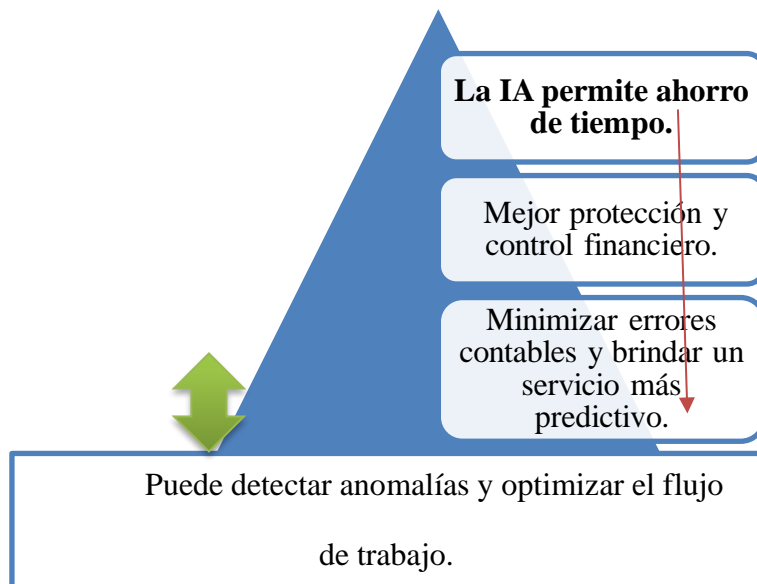 La IA permite ahorro
de tiempo.
Mejor protección y
control financiero.
Minimizar errores
contables y brindar un
servicio más
predictivo.
Puede detectar anomalías y optimizar el flujo
de trabajo.